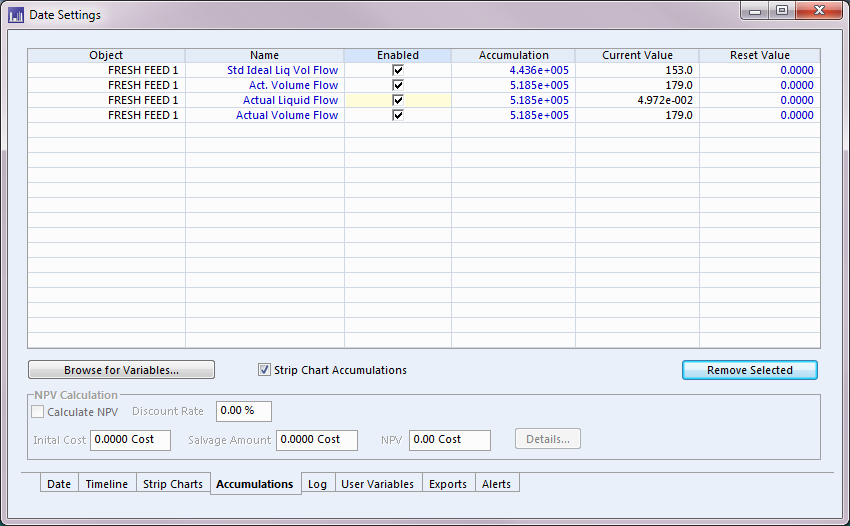 Date Settings
Object Name Enabled Accumulation Current Value Reset Value
FRESH FEED 1 Std Ideal Liq Vol Flow 4.436e+005 153.0 0.0000
FRESH FEED 1 Act. Volume Flow 5.185e+005 179.0 0.0000
FRESH FEED 1 Actual Liquid Flow 5.185e+005 4.972e-002 0.0000
FRESH FEED 1 Actual Volume Flow 5.185e+005 179.0 0.0000
Browse for Variables... Strip Chart Accumulations Remove Selected
NPV Calculation
Calculate NPV Discount Rate 0.00 %
Inital Cost 0.0000 Cost Salvage Amount 0.0000 Cost NPV 0.00 Cost Details...
Date Timeline Strip Charts Accumulations Log User Variables Exports Alerts